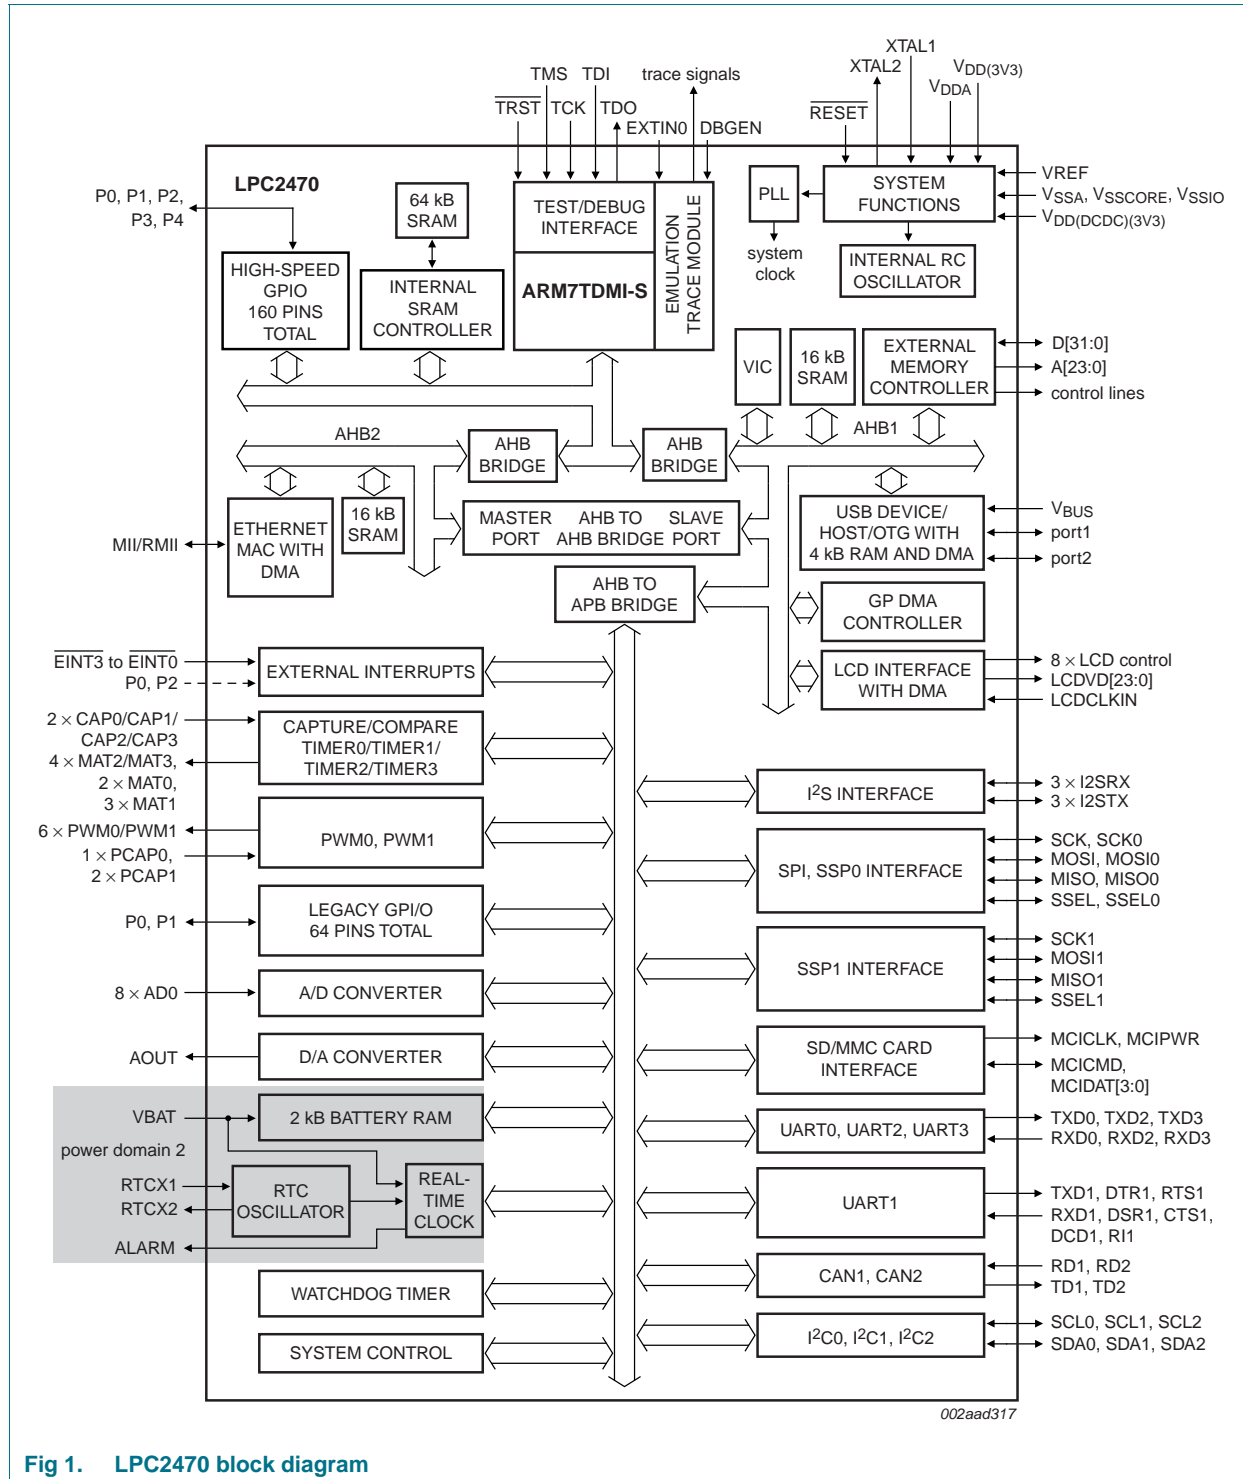 XTAL1
XTAL2
VDD(3V3)
VDDA
TMS TDI trace signals
TRST TCK TDO
EXTIN0 DBGEN
RESET
LPC2470
P0, P1, P2,
P3, P4
64 kB
SRAM
TEST/DEBUG
INTERFACE
EMULATION
TRACE MODULE
PLL
SYSTEM
FUNCTIONS
VREF
VSSA, VSSCORE, VSSIO
VDD(DCDC)(3V3)
system
clock
INTERNAL RC
OSCILLATOR
HIGH-SPEED
GPIO
160 PINS
TOTAL
INTERNAL
SRAM
CONTROLLER
ARM7TDMI-S
VIC
16 kB
SRAM
EXTERNAL
MEMORY
CONTROLLER
D[31:0]
A[23:0]
control lines
AHB2
AHB
BRIDGE
AHB
BRIDGE
AHB1
ETHERNET
MAC WITH
DMA
MII/RMII
16 kB
SRAM
MASTER
PORT
AHB TO
AHB BRIDGE
SLAVE
PORT
USB DEVICE/
HOST/OTG WITH
4 kB RAM AND DMA
VBUS
port1
port2
AHB TO
APB BRIDGE
GP DMA
CONTROLLER
LCD INTERFACE
WITH DMA
8 × LCD control
LCDVD[23:0]
LCDCLKIN
EINT3 to EINT0
P0, P2
EXTERNAL INTERRUPTS
2 × CAP0/CAP1/
CAP2/CAP3
4 × MAT2/MAT3,
2 × MAT0,
3 × MAT1
CAPTURE/COMPARE
TIMER0/TIMER1/
TIMER2/TIMER3
I2S INTERFACE
3 × I2SRX
3 × I2STX
6 × PWM0/PWM1
1 × PCAP0,
2 × PCAP1
PWM0, PWM1
SPI, SSP0 INTERFACE
SCK, SCK0
MOSI, MOSI0
MISO, MISO0
SSEL, SSEL0
P0, P1
LEGACY GPI/O
64 PINS TOTAL
SSP1 INTERFACE
SCK1
MOSI1
MISO1
SSEL1
8 × AD0
A/D CONVERTER
AOUT
D/A CONVERTER
SD/MMC CARD
INTERFACE
MCICLK, MCIPWR
MCICMD,
MCIDAT[3:0]
VBAT
2 kB BATTERY RAM
power domain 2
UART0, UART2, UART3
TXD0, TXD2, TXD3
RXD0, RXD2, RXD3
RTCX1
RTCX2
ALARM
RTC
OSCILLATOR
REAL-
TIME
CLOCK
UART1
TXD1, DTR1, RTS1
RXD1, DSR1, CTS1,
DCD1, RI1
WATCHDOG TIMER
CAN1, CAN2
RD1, RD2
TD1, TD2
SYSTEM CONTROL
I2C0, I2C1, I2C2
SCL0, SCL1, SCL2
SDA0, SDA1, SDA2
002aad317
Fig 1. LPC2470 block diagram